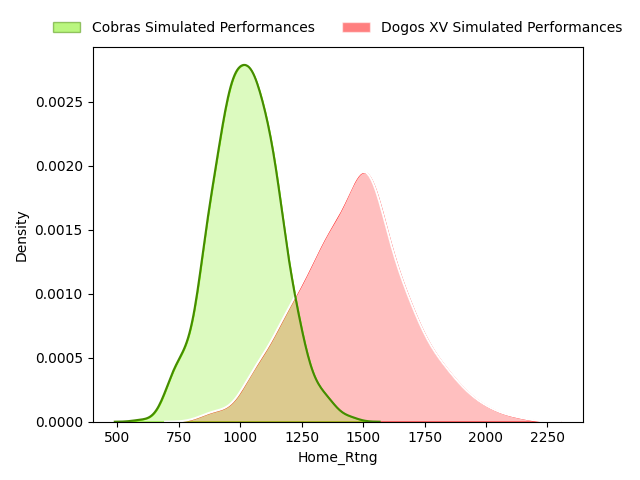 Cobras Simulated Performances
Dogos XV Simulated Performances
0.0025
0.0020
0.0015
0.0010
0.0005
0.0000
Density
500 750 1000 1250 1500 1750 2000 2250
Home_Rtng